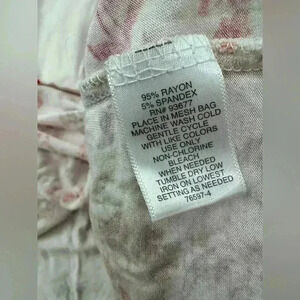 95% RAYON
5% SPANDEX
RN# 93677
PLACE IN MESH BAG
MACHINE WASH COLD
GENTLE CYCLE
WITH LIKE COLORS
USE ONLY
NON-CHLORINE
BLEACH
WHEN NEEDED
TUMBLE DRY LOW
IRON ON LOWEST
SETTING AS NEEDED
76597-4